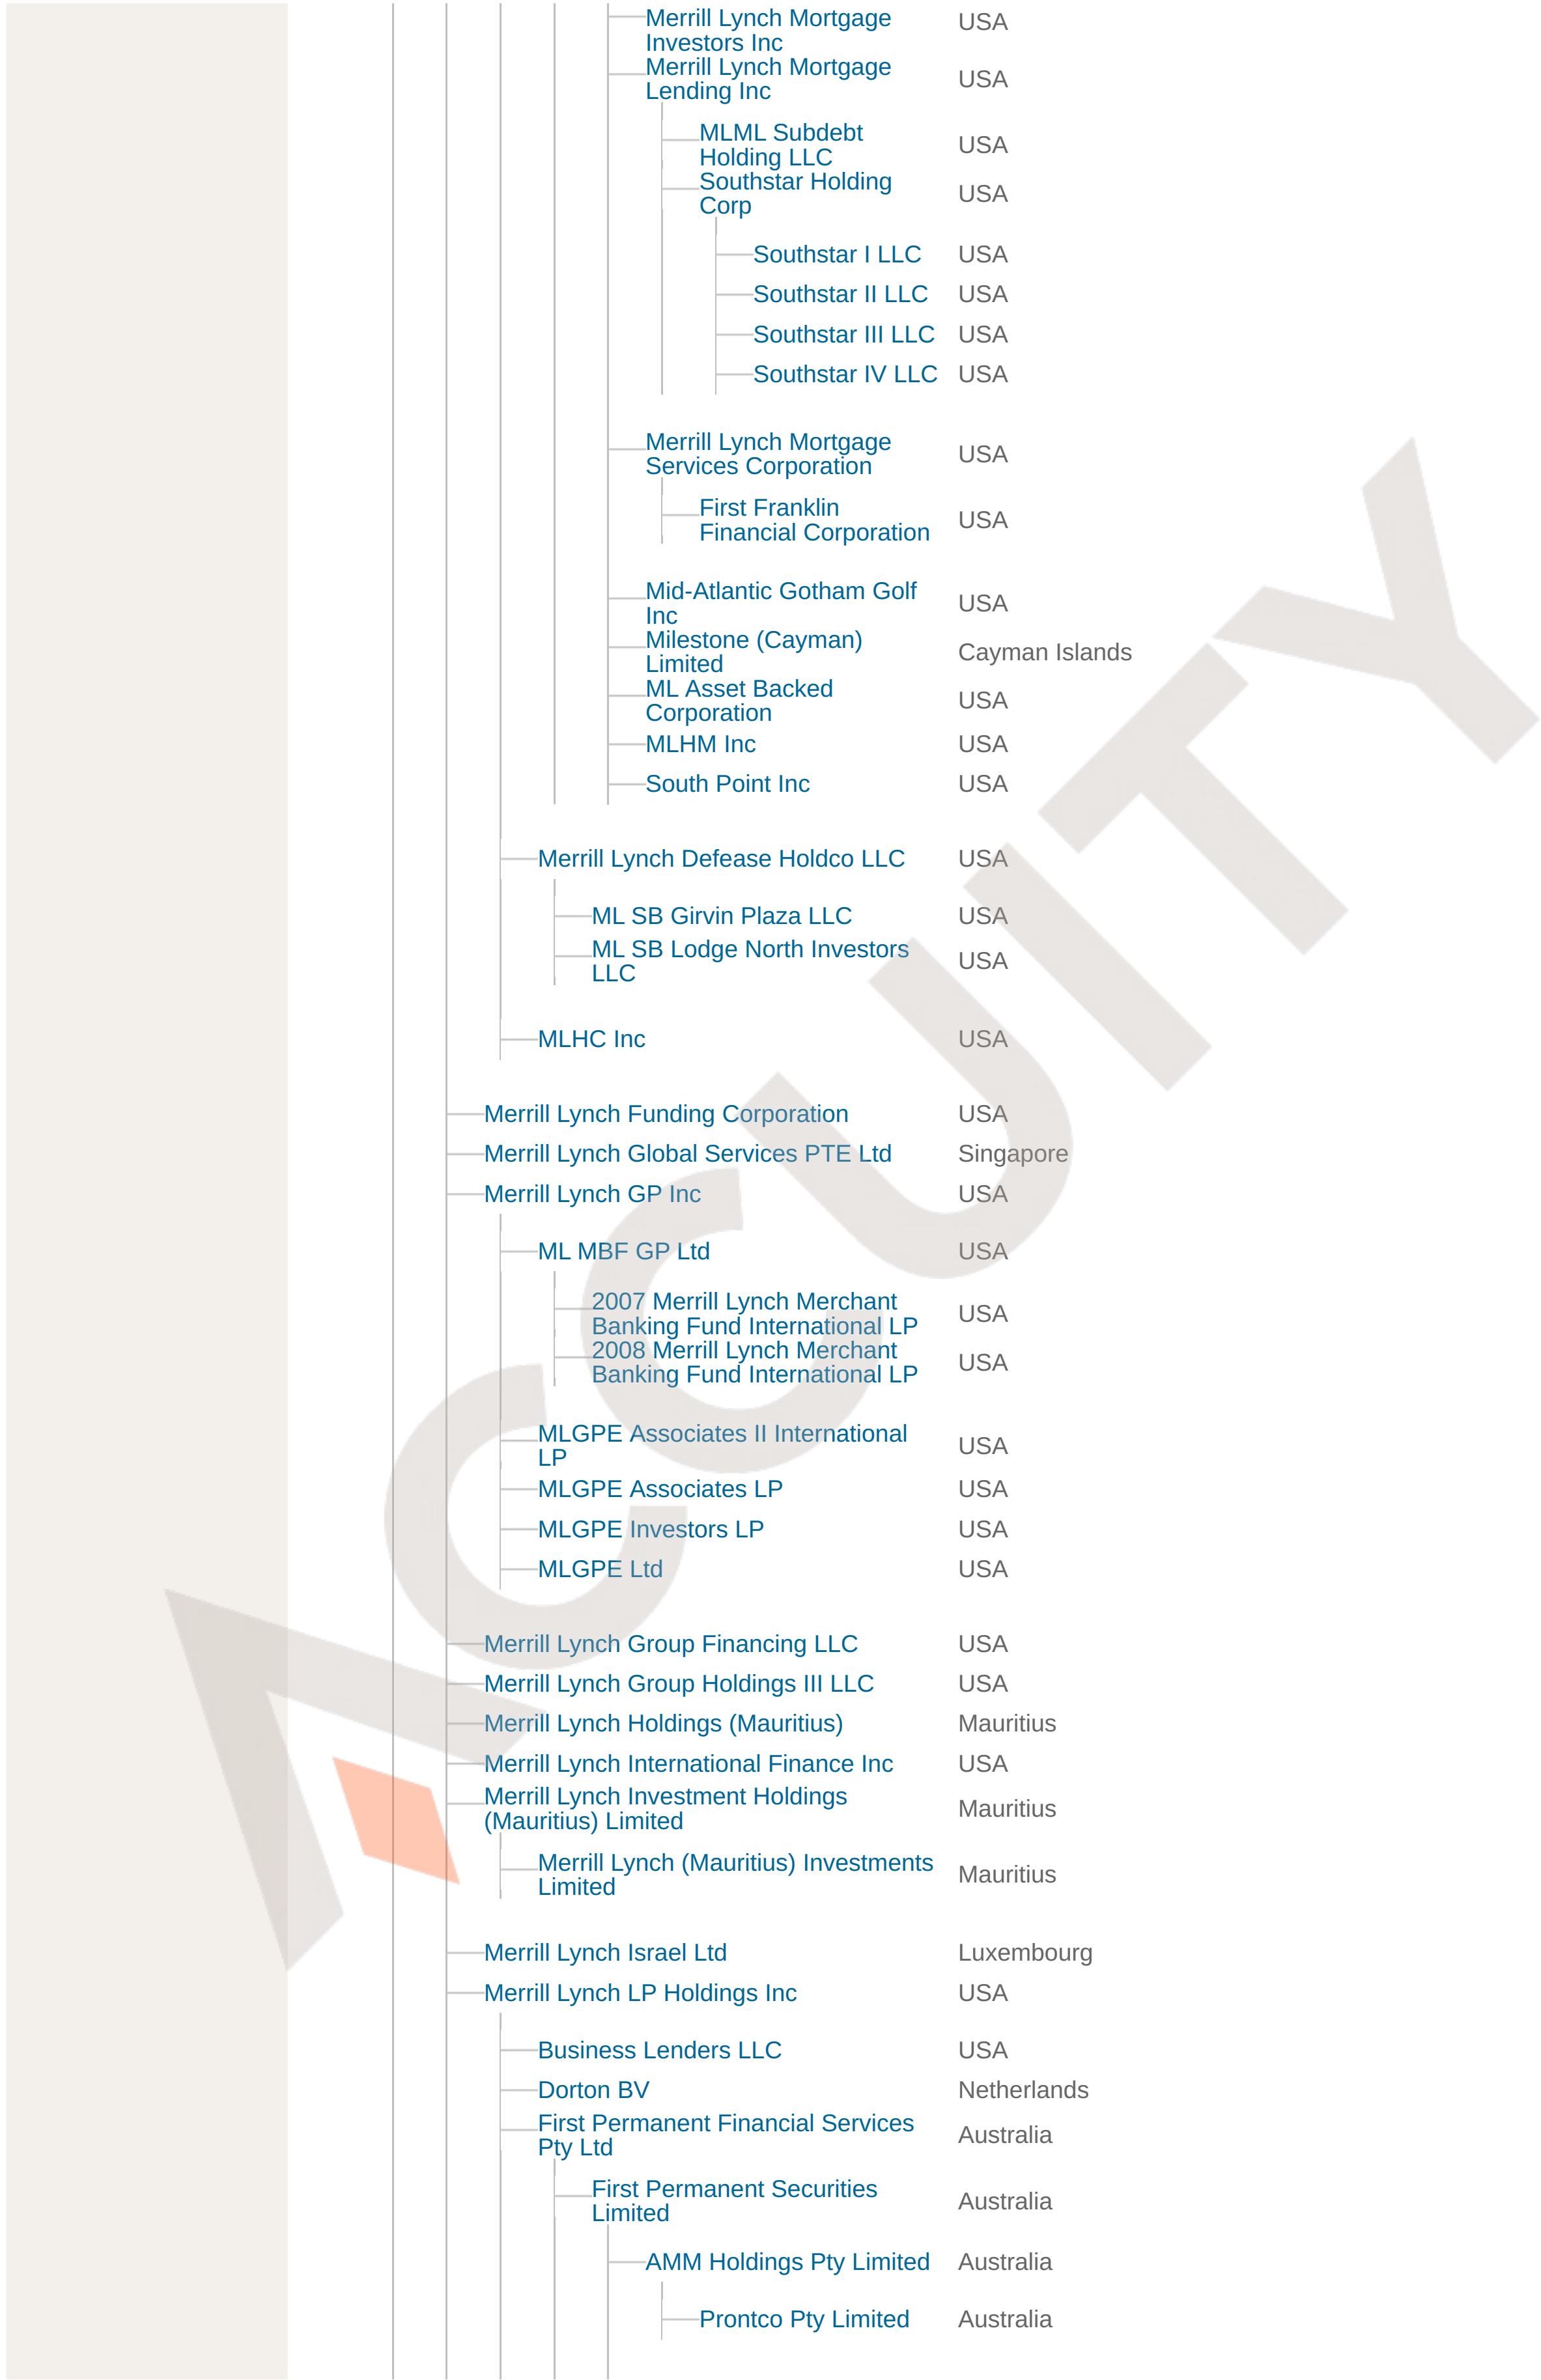 Merrill Lynch Mortgage
Investors Inc
USA
Merrill Lynch Mortgage
Lending Inc
USA
MLML Subdebt
Holding LLC
USA
Southstar Holding
Corp
USA
Southstar I LLC USA
Southstar II LLC USA
Southstar III LLC USA
Southstar IV LLC USA
Merrill Lynch Mortgage
Services Corporation
USA
First Franklin
Financial Corporation
USA
Mid-Atlantic Gotham Golf
Inc
USA
Milestone (Cayman)
Limited
Cayman Islands
ML Asset Backed
Corporation
USA
MLHM Inc USA
South Point Inc USA
Merrill Lynch Defease Holdco LLC USA
ML SB Girvin Plaza LLC USA
ML SB Lodge North Investors
LLC
USA
MLHC Inc USA
Merrill Lynch Funding Corporation USA
Merrill Lynch Global Services PTE Ltd Singapore
Merrill Lynch GP Inc USA
ML MBF GP Ltd USA
2007 Merrill Lynch Merchant
Banking Fund International LP
USA
2008 Merrill Lynch Merchant
Banking Fund International LP
USA
MLGPE Associates II International
LP
USA
MLGPE Associates LP USA
MLGPE Investors LP USA
MLGPE Ltd USA
Merrill Lynch Group Financing LLC USA
Merrill Lynch Group Holdings III LLC USA
Merrill Lynch Holdings (Mauritius) Mauritius
Merrill Lynch International Finance Inc USA
Merrill Lynch Investment Holdings
(Mauritius) Limited
Mauritius
Merrill Lynch (Mauritius) Investments
Limited
Mauritius
Merrill Lynch Israel Ltd Luxembourg
Merrill Lynch LP Holdings Inc USA
Business Lenders LLC USA
Dorton BV Netherlands
First Permanent Financial Services
Pty Ltd
Australia
First Permanent Securities
Limited
Australia
AMM Holdings Pty Limited Australia
Prontco Pty Limited Australia
ACCUITY